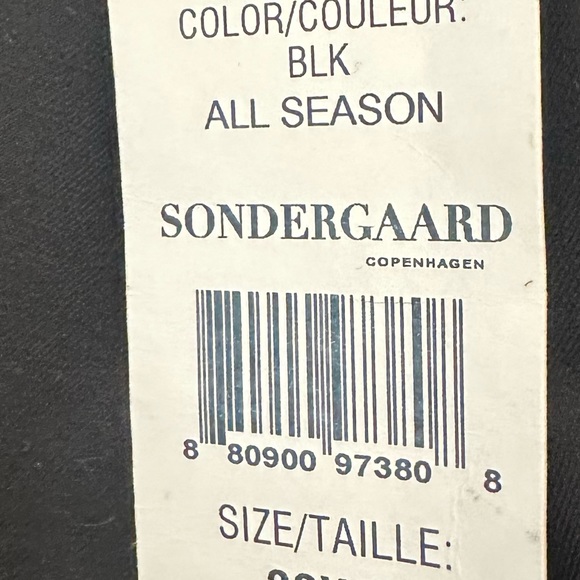 COLOR/COULEUR:
BLK
ALL SEASON
SONDERGAARD
COPENHAGEN
8 80900 97380 8
SIZE/TAILLE: